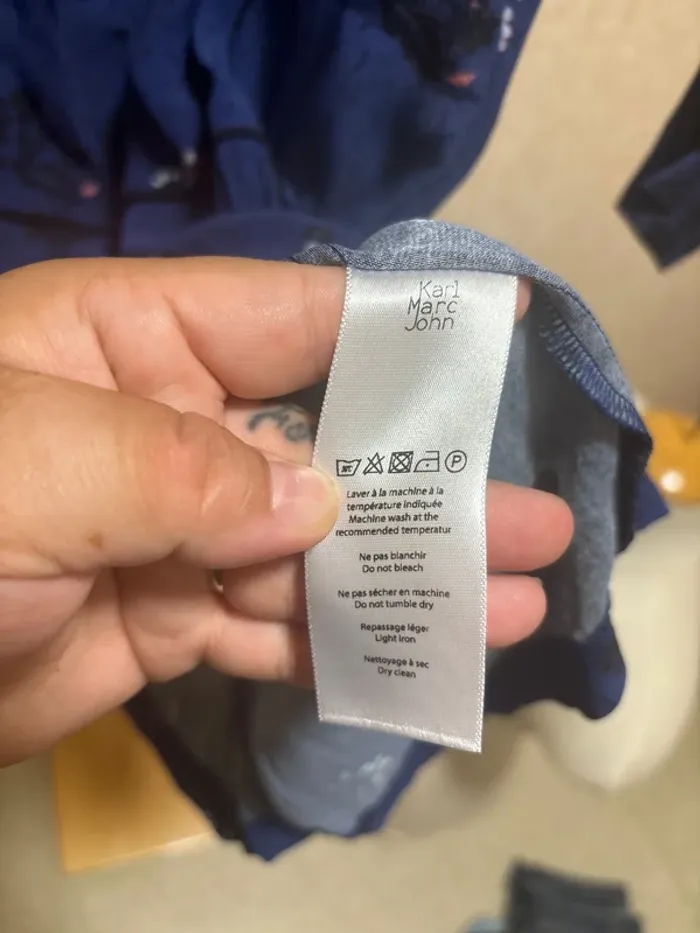 Karl
Marc
John
P
Laver à la machine à la
température indiquée
Machine wash at the
recommended temperatur
Ne pas blanchir
Do not bleach
Ne pas sécher en machine
Do not tumble dry
Repassage léger
Light iron
Nettoyage à sec
Dry clean